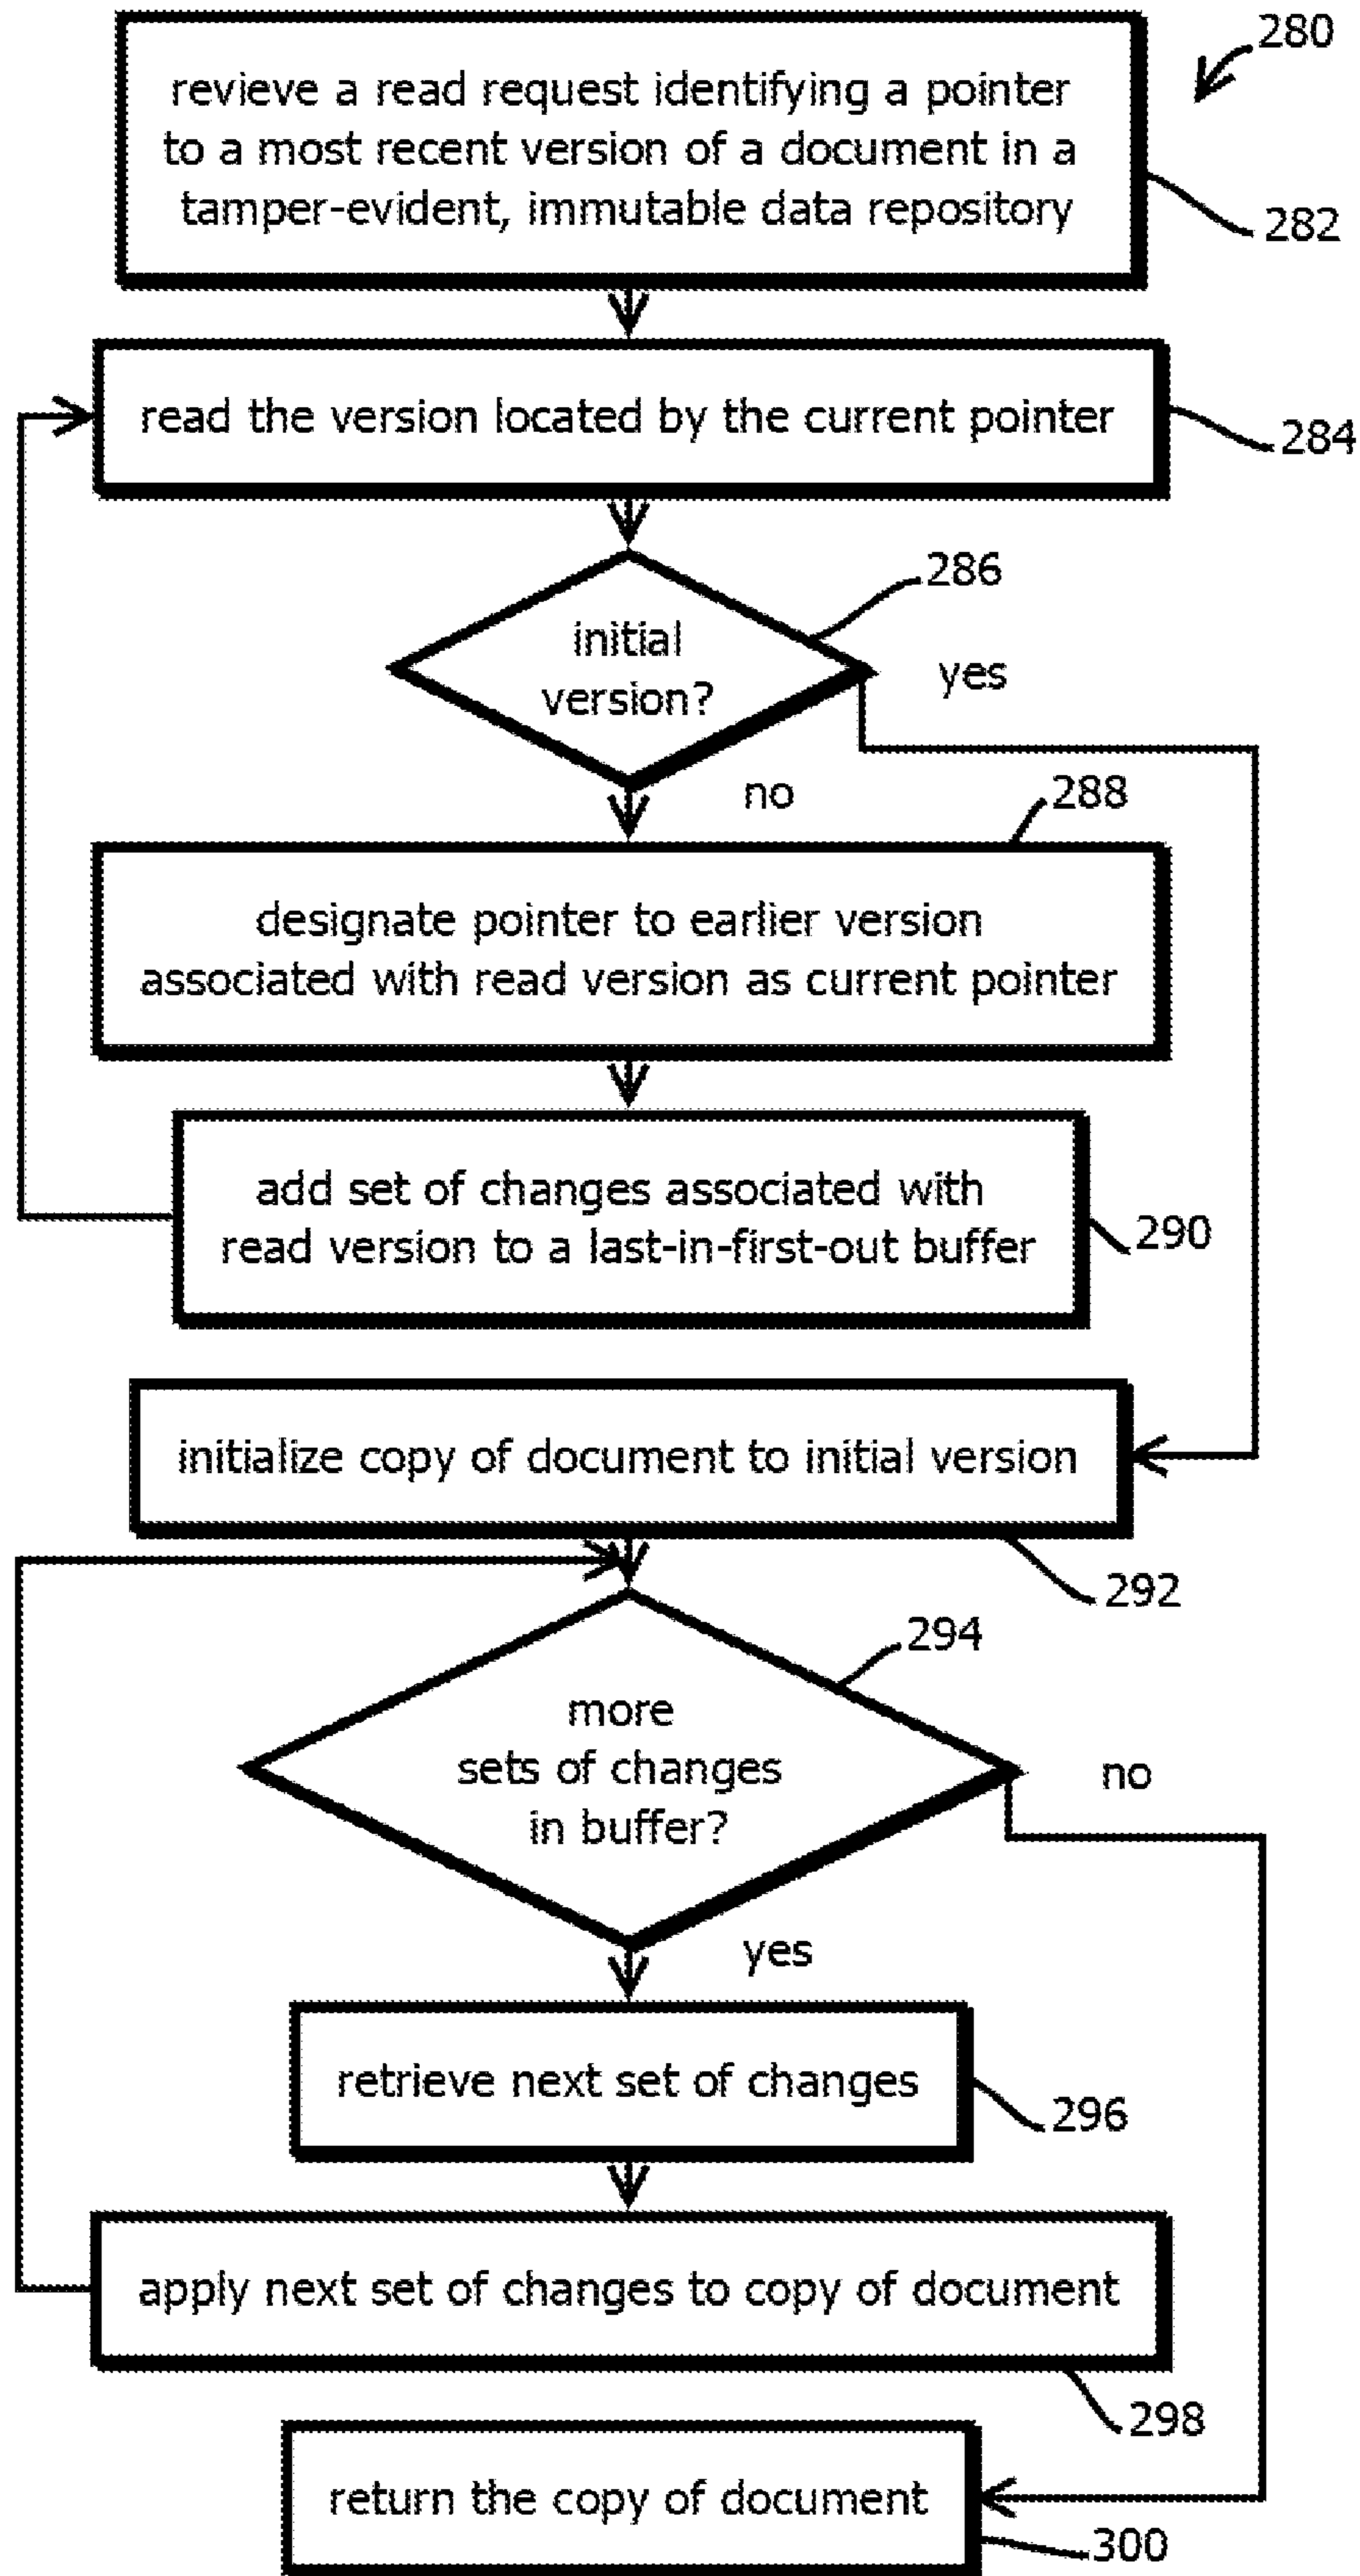 280
revieve a read request identifying a pointer
to a most recent version of a document in a
tamper-evident, immutable data repository
282
read the version located by the current pointer
284
286
initial
version?
yes
no
288
designate pointer to earlier version
associated with read version as current pointer
add set of changes associated with
read version to a last-in-first-out buffer
290
initialize copy of document to initial version
292
294
more
sets of changes
in buffer?
no
yes
retrieve next set of changes
296
apply next set of changes to copy of document
298
return the copy of document
300